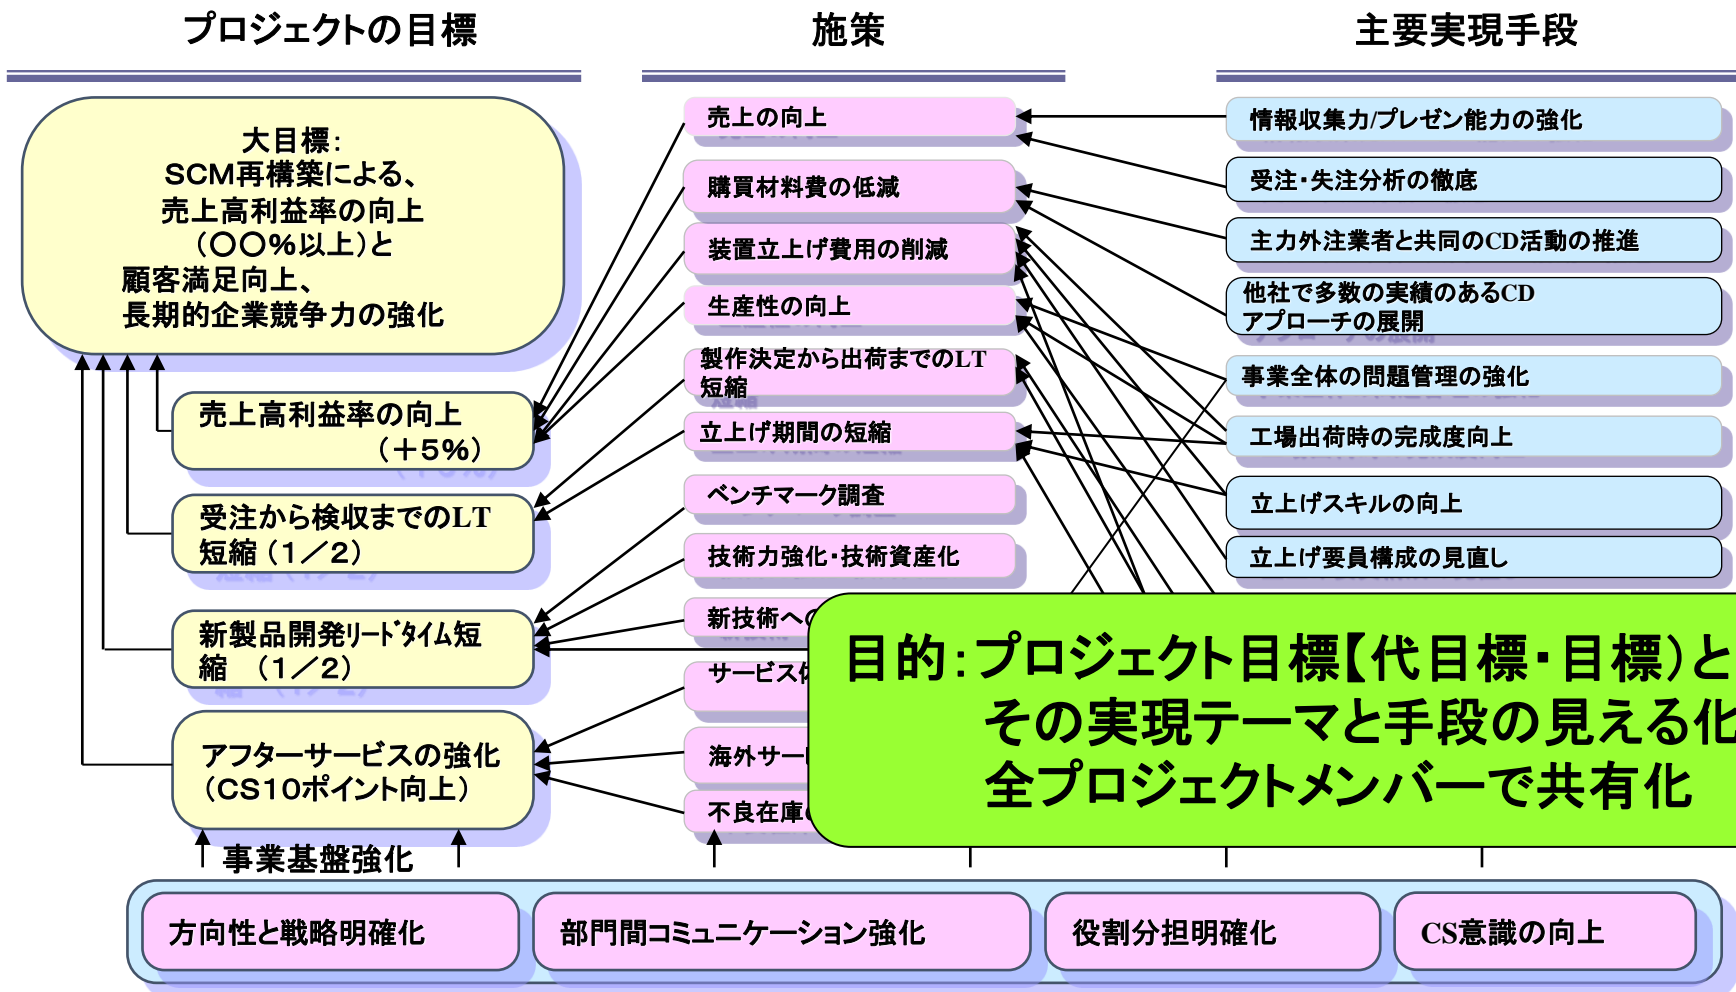 プロジェクトの目標
施策
主要実現手段
大目標：
SCM再構築による、
売上高利益率の向上
（〇〇%以上）と
顧客満足向上、
長期的企業競争力の強化
売上高利益率の向上
（＋５％）
受注から検収までのLT
短縮（１／２）
新製品開発ﾘｰﾄﾞﾀｲﾑ短
縮　（１／２）
アフターサービスの強化
（CS10ポイント向上）
売上の向上
購買材料費の低減
装置立上げ費用の削減
生産性の向上
製作決定から出荷までのLT
短縮
立上げ期間の短縮
ベンチマーク調査
技術力強化・技術資産化
新技術への
サービス
海外サー
不良在庫
情報収集力/プレゼン能力の強化
受注・失注分析の徹底
主力外注業者と共同のCD活動の推進
他社で多数の実績のあるCD
アプローチの展開
事業全体の問題管理の強化
工場出荷時の完成度向上
立上げスキルの向上
立上げ要員構成の見直し
目的：プロジェクト目標【代目標・目標）と
その実現テーマと手段の見える化
全プロジェクトメンバーで共有化
事業基盤強化
方向性と戦略明確化
部門間コミュニケーション強化
役割分担明確化
CS意識の向上